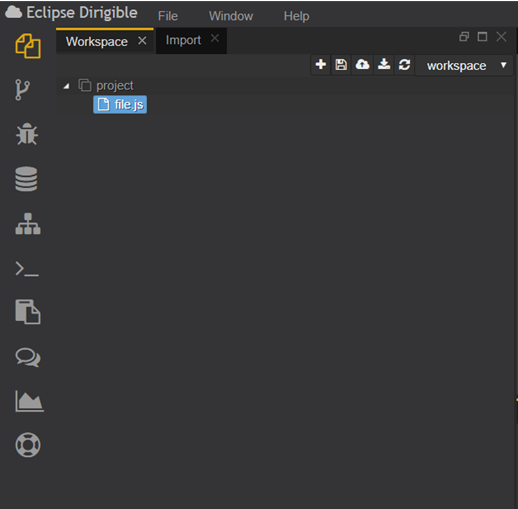 Eclipse Dirigible File Window Help
Workspace Import
workspace
project
file.js